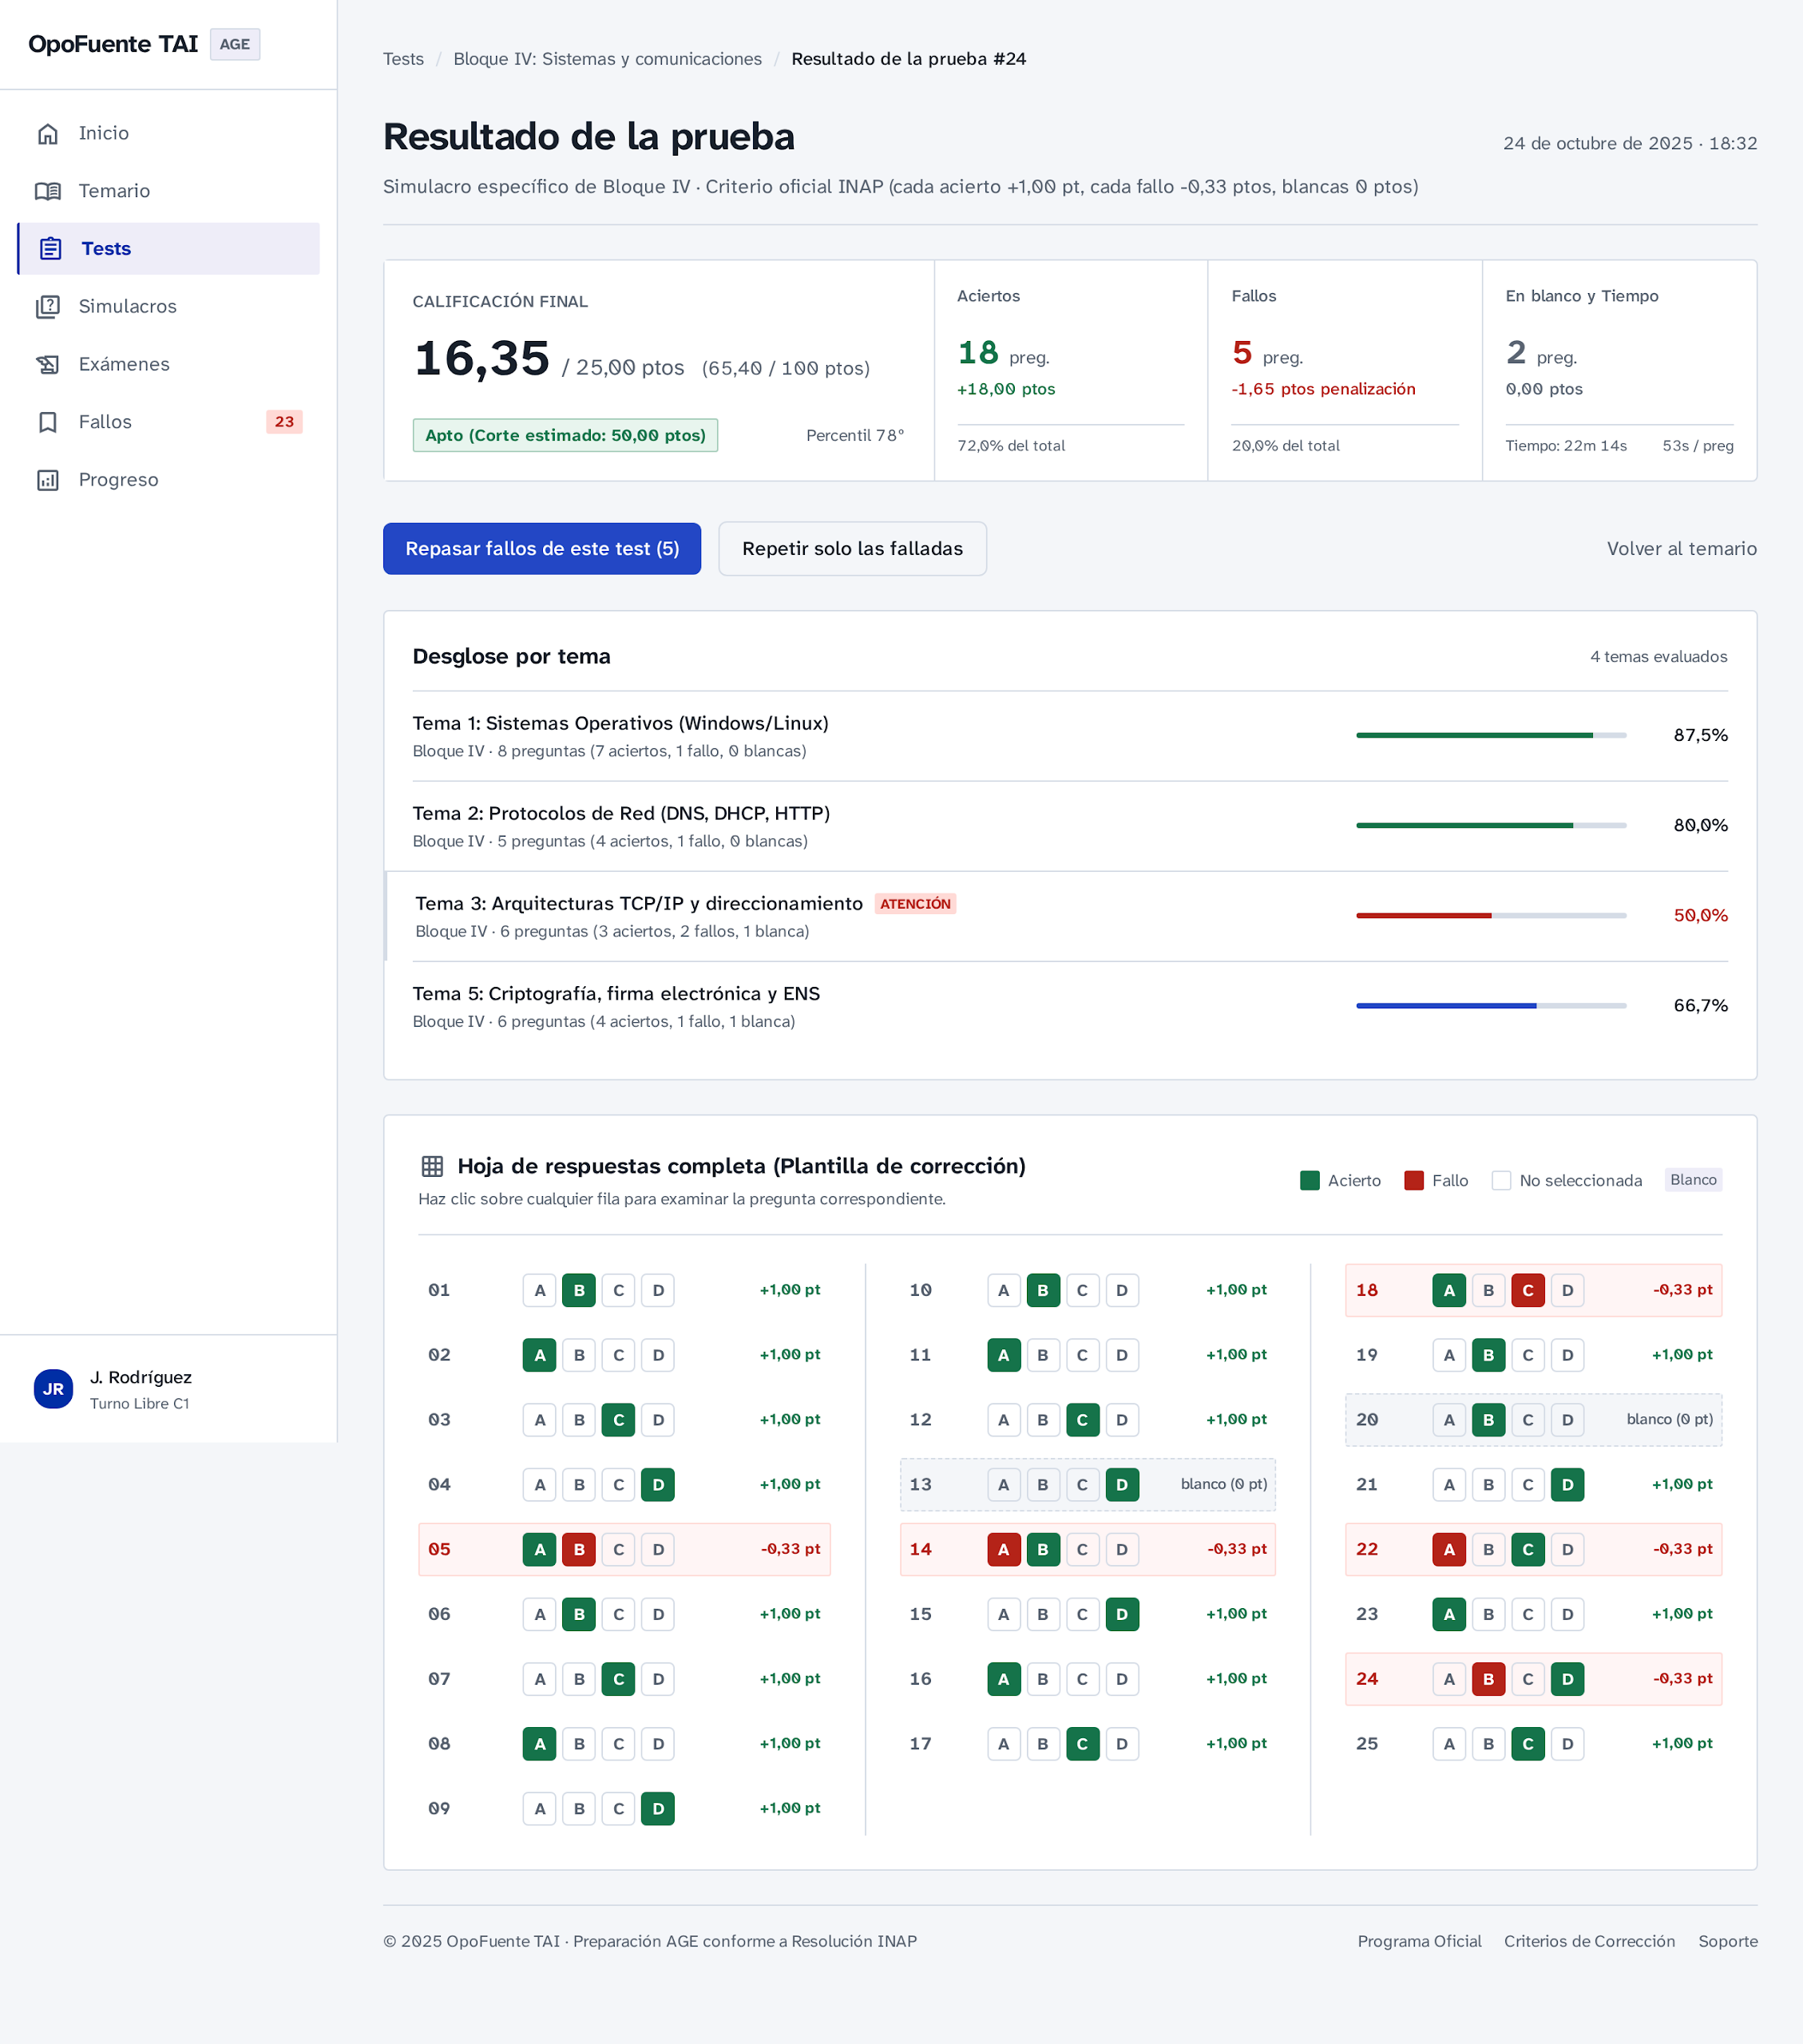 OpoFuente TAI AGE
Inicio
Temario
Tests
Simulacros
Exámenes
Fallos 23
Progreso
JR
J. Rodríguez
Turno Libre C1
Tests / Bloque IV: Sistemas y comunicaciones / Resultado de la prueba #24
Resultado de la prueba
24 de octubre de 2025 · 18:32
Simulacro específico de Bloque IV · Criterio oficial INAP (cada acierto +1,00 pt, cada fallo -0,33 ptos, blancas 0 ptos)
CALIFICACIÓN FINAL
16,35 / 25,00 ptos (65,40 / 100 ptos)
Apto (Corte estimado: 50,00 ptos) Percentil 78°
Aciertos
18 preg.
+18,00 ptos
72,0% del total
Fallos
5 preg.
-1,65 ptos penalización
20,0% del total
En blanco y Tiempo
2 preg.
0,00 ptos
Tiempo: 22m 14s 53s / preg
Repasar fallos de este test (5)
Repetir solo las falladas
Volver al temario
Desglose por tema
4 temas evaluados
Tema 1: Sistemas Operativos (Windows/Linux)
Bloque IV · 8 preguntas (7 aciertos, 1 fallo, 0 blancas)
87,5%
Tema 2: Protocolos de Red (DNS, DHCP, HTTP)
Bloque IV · 5 preguntas (4 aciertos, 1 fallo, 0 blancas)
80,0%
Tema 3: Arquitecturas TCP/IP y direccionamiento ATENCIÓN
Bloque IV · 6 preguntas (3 aciertos, 2 fallos, 1 blanca)
50,0%
Tema 5: Criptografía, firma electrónica y ENS
Bloque IV · 6 preguntas (4 aciertos, 1 fallo, 1 blanca)
66,7%
Hoja de respuestas completa (Plantilla de corrección)
Haz clic sobre cualquier fila para examinar la pregunta correspondiente.
Acierto Fallo No seleccionada Blanco
01 A B C D +1,00 pt
02 A B C D +1,00 pt
03 A B C D +1,00 pt
04 A B C D +1,00 pt
05 A B C D -0,33 pt
06 A B C D +1,00 pt
07 A B C D +1,00 pt
08 A B C D +1,00 pt
09 A B C D +1,00 pt
10 A B C D +1,00 pt
11 A B C D +1,00 pt
12 A B C D +1,00 pt
13 A B C D blanco (0 pt)
14 A B C D -0,33 pt
15 A B C D +1,00 pt
16 A B C D +1,00 pt
17 A B C D +1,00 pt
18 A B C D -0,33 pt
19 A B C D +1,00 pt
20 A B C D blanco (0 pt)
21 A B C D +1,00 pt
22 A B C D -0,33 pt
23 A B C D +1,00 pt
24 A B C D -0,33 pt
25 A B C D +1,00 pt
© 2025 OpoFuente TAI · Preparación AGE conforme a Resolución INAP
Programa Oficial Criterios de Corrección Soporte